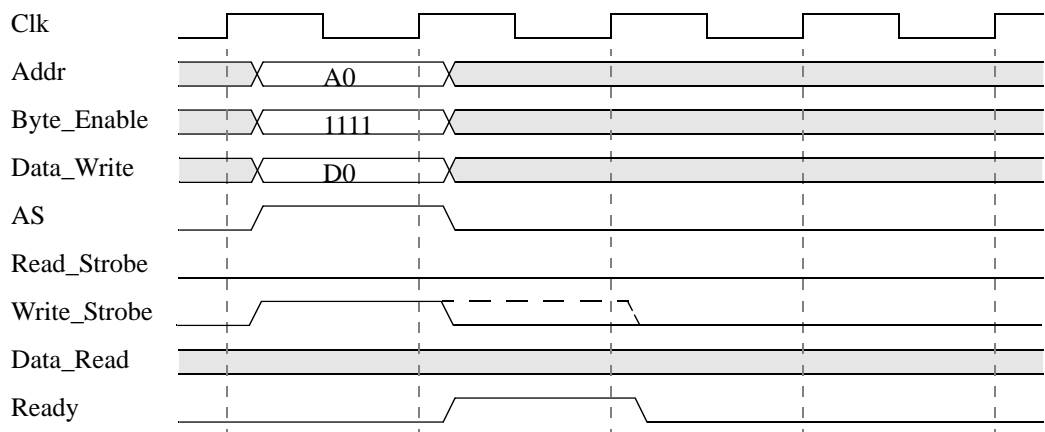 Clk
Addr
A0
Byte_Enable
1111
Data_Write
D0
AS
Read_Strobe
Write_Strobe
Data_Read
Ready